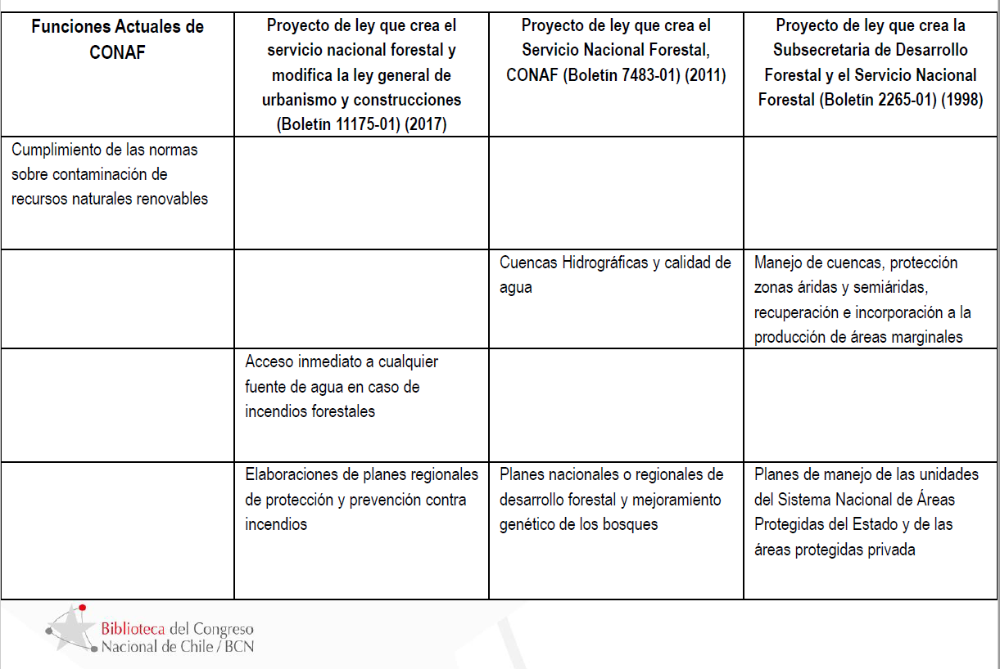 Funciones Actuales de
CONAF
Proyecto de ley que crea el
servicio nacional forestal y
modifica la ley general de
urbanismo y construcciones
(Boletín 11175-01) (2017)
Proyecto de ley que crea el
Servicio Nacional Forestal,
CONAF (Boletín 7483-01) (2011)
Proyecto de ley que crea la
Subsecretaria de Desarrollo
Forestal y el Servicio Nacional
Forestal (Boletín 2265-01) (1998)
Cumplimiento de las normas
sobre contaminación de
recursos naturales renovables
Cuencas Hidrográficas y calidad de
agua
Manejo de cuencas, protección
zonas áridas y semiáridas,
recuperación e incorporación a la
producción de áreas marginales
Acceso inmediato a cualquier
fuente de agua en caso de
incendios forestales
Elaboraciones de planes regionales
de protección y prevención contra
incendios
Planes nacionales o regionales de
desarrollo forestal y mejoramiento
genético de los bosques
Planes de manejo de las unidades
del Sistema Nacional de Áreas
Protegidas del Estado y de las
áreas protegidas privada
Biblioteca del Congreso
Nacional de Chile / BCN